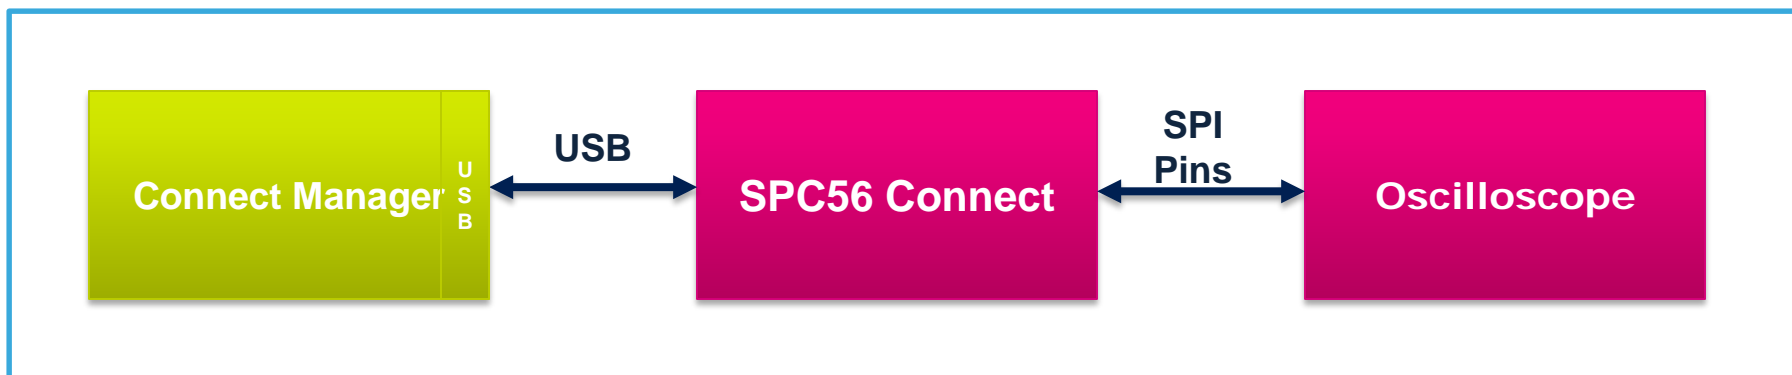 Connect Manager
U
S
B
USB
SPC56 Connect
SPI
Pins
Oscilloscope